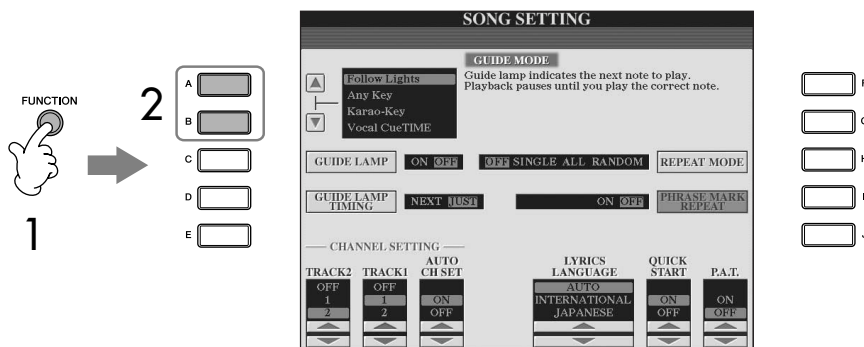 SONG SETTING
GUIDE MODE
Follow Lights
Any Key
Karao-Key
Vocal CueTIME
Guide lamp indicates the next note to play.
Playback pauses until you play the correct note.
FUNCTION
1
2
A
B
C
D
E
GUIDE LAMP ON OFF OFF SINGLE ALL RANDOM REPEAT MODE
GUIDE LAMP TIMING NEXT JUST ON OFF PHRASE MARK REPEAT
CHANNEL SETTING
TRACK2
OFF
1
2
TRACK1
OFF
1
2
AUTO
CH SET
ON
OFF
LYRICS
LANGUAGE
AUTO
INTERNATIONAL
JAPANESE
QUICK
START
ON
OFF
P.A.T.
ON
OFF